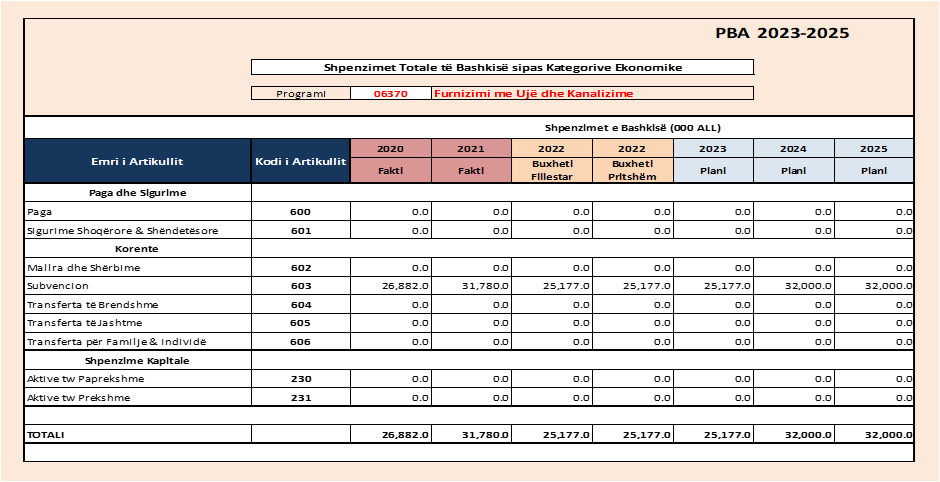 PBA 2023-2025
Shpenzimet Totale të Bashkisë sipas Kategorive Ekonomike
Programi 06370 Furnizimi me Ujë dhe Kanalizime
Shpenzimet e Bashkisë (000 ALL)
Emri i Artikullit Kodi i Artikullit 2020 2021 2022 2022 2023 2024 2025
Fakti Fakti Buxheti Fillestar Buxheti Pritshëm Plani Plani Plani
Paga dhe Sigurime
Paga 600 0.0 0.0 0.0 0.0 0.0 0.0 0.0
Sigurime Shoqërore & Shëndetësore 601 0.0 0.0 0.0 0.0 0.0 0.0 0.0
Korente
Mallra dhe Shërbime 602 0.0 0.0 0.0 0.0 0.0 0.0 0.0
Subvencion 603 26,882.0 31,780.0 25,177.0 25,177.0 25,177.0 32,000.0 32,000.0
Transferta të Brendshme 604 0.0 0.0 0.0 0.0 0.0 0.0 0.0
Transferta të Jashtme 605 0.0 0.0 0.0 0.0 0.0 0.0 0.0
Transferta për Familje & Individë 606 0.0 0.0 0.0 0.0 0.0 0.0 0.0
Shpenzime Kapitale
Aktive tw Paprekshme 230 0.0 0.0 0.0 0.0 0.0 0.0 0.0
Aktive tw Prekshme 231 0.0 0.0 0.0 0.0 0.0 0.0 0.0
TOTALI 26,882.0 31,780.0 25,177.0 25,177.0 25,177.0 32,000.0 32,000.0